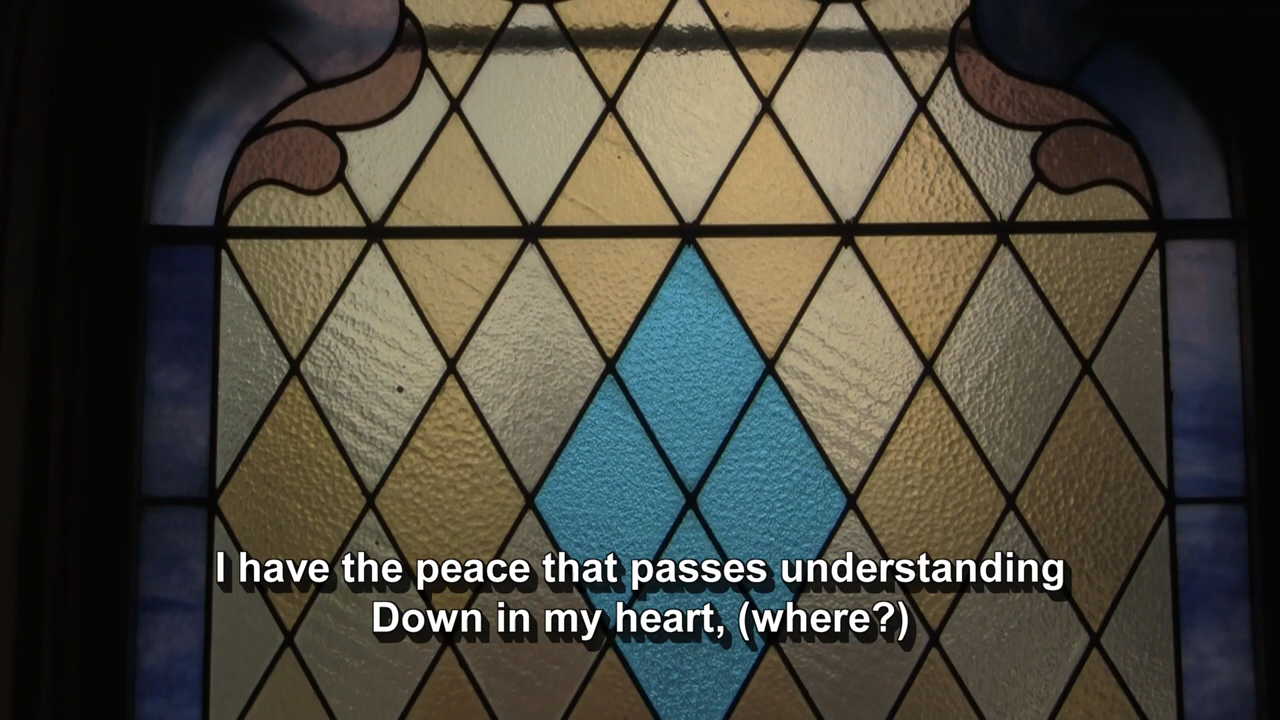 I have the peace that passes understanding
Down in my heart, (where?)